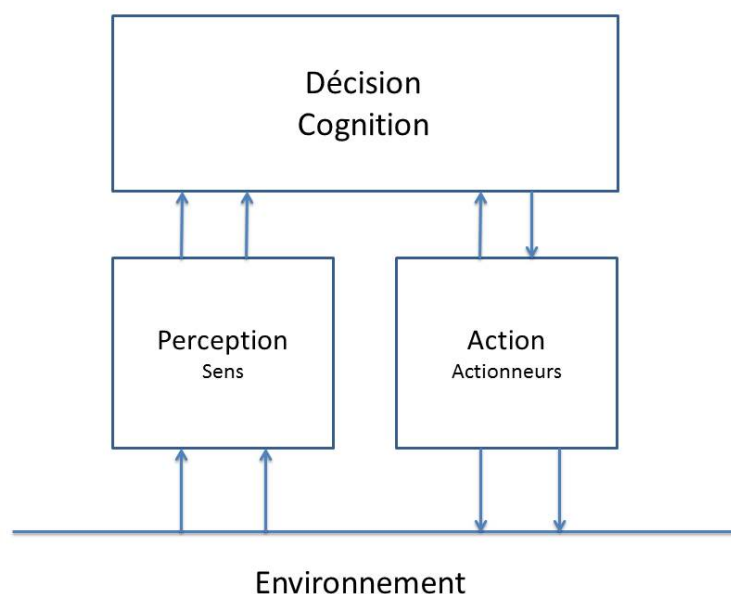 Décision
Cognition
Perception
Sens
Action
Actionneurs
Environnement